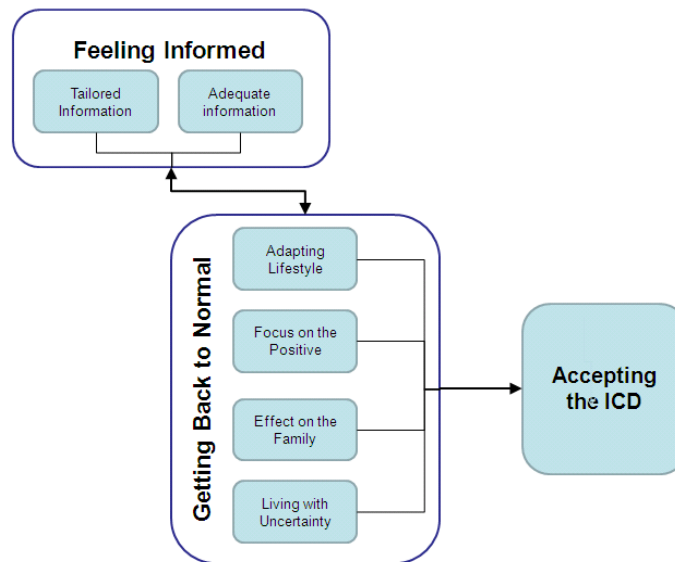 Feeling Informed
Tailored
Information
Adequate
information
Getting Back to Normal
Adapting
Lifestyle
Focus on the
Positive
Effect on the
Family
Living with
Uncertainty
Accepting
the ICD